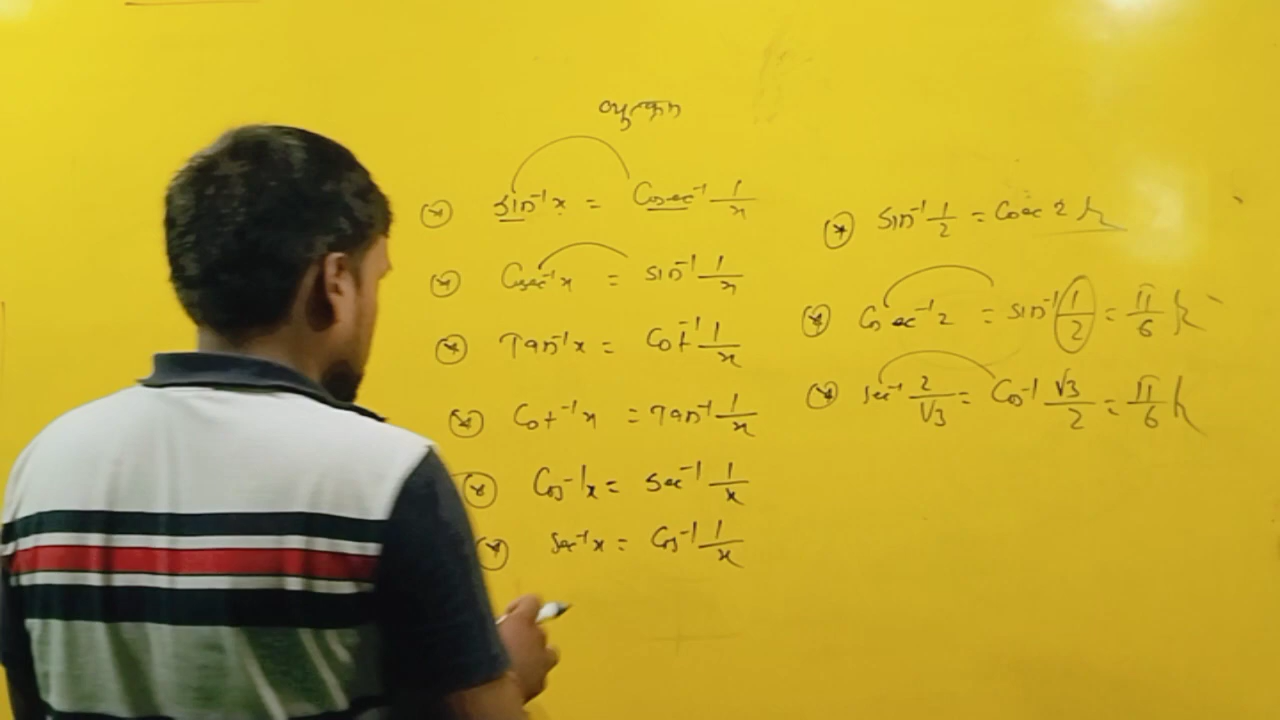 ব্যুৎক্রম
sin⁻¹x = Cosec⁻¹ 1/x
Cosec⁻¹x = sin⁻¹ 1/x
Tan⁻¹x = Cot⁻¹ 1/x
Cot⁻¹x = Tan⁻¹ 1/x
Cos⁻¹x = Sec⁻¹ 1/x
Sec⁻¹x = Cos⁻¹ 1/x
Sin⁻¹ 1/2 = Cosec 2
Cosec⁻¹2 = sin⁻¹ 1/2 = π/6
sec⁻¹ 2/√3 = Cos⁻¹ √3/2 = π/6